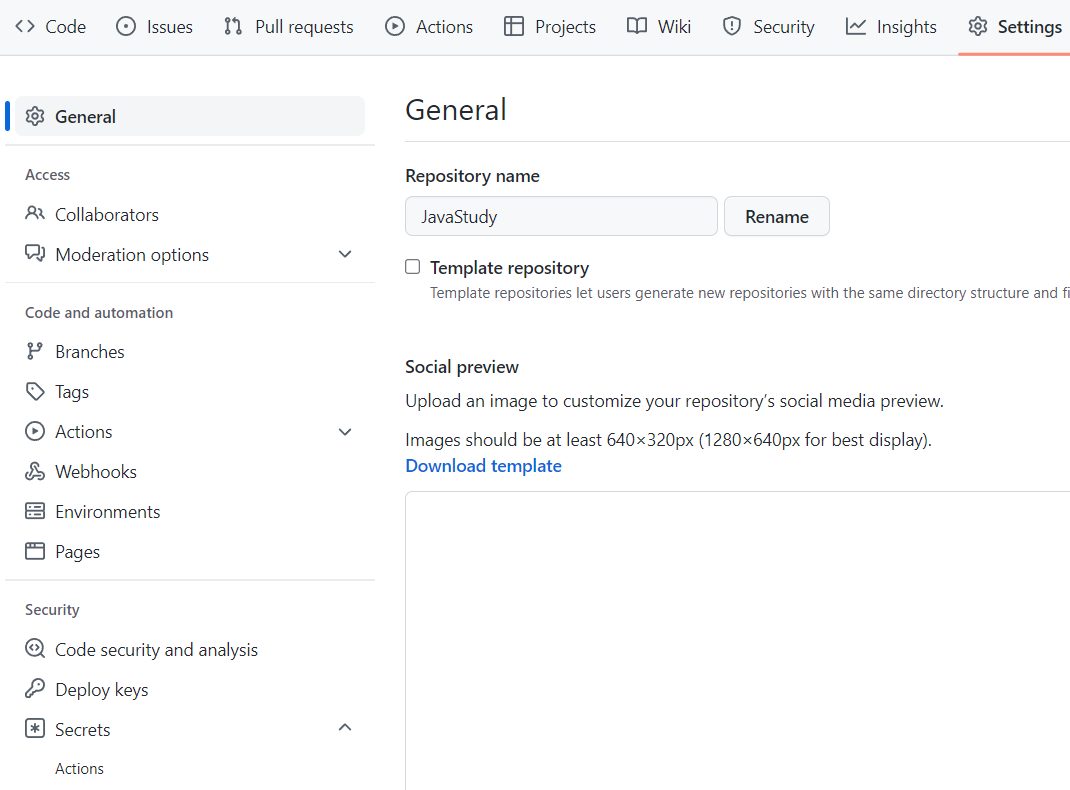 Code Issues Pull requests Actions Projects Wiki Security Insights Settings
General
Access
Collaborators
Moderation options
Code and automation
Branches
Tags
Actions
Webhooks
Environments
Pages
Security
Code security and analysis
Deploy keys
Secrets
Actions
General
Repository name
JavaStudy Rename
Template repository
Template repositories let users generate new repositories with the same directory structure and fi
Social preview
Upload an image to customize your repository’s social media preview.
Images should be at least 640×320px (1280×640px for best display).
Download template